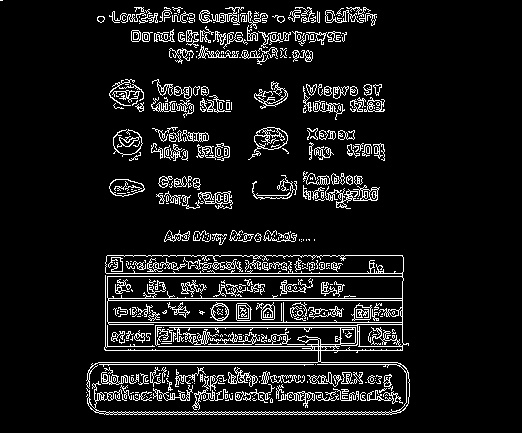 Lowest Price Guarantee Fast Delivery
Do not click, type in your browser
http://www.onlyRX.org
Viagra
100mg $2.00
Viagra ST
100mg
Valium
10mg $2.00
Xanax
1mg $2.00
Cialis
20mg $2.00
Ambien
$2.00
And Many More Meds.....
Welcome - Microsoft Internet Explorer
File Edit View Favorites Tools Help
Back Search
Address http://www.onlyrx.org Go
Do not click, just type http://www.onlyRX.org
in address bar of your browser, then press Enter Key